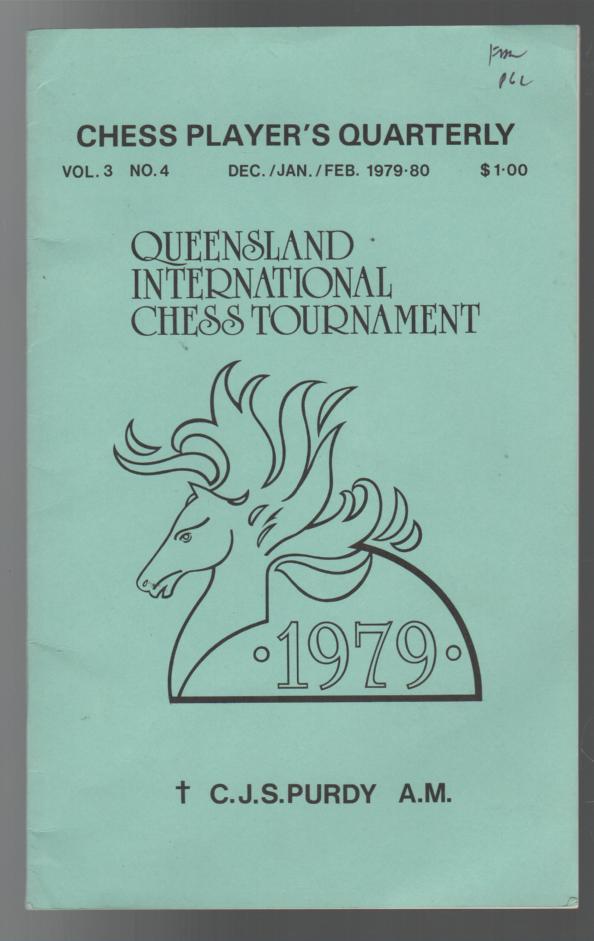 CHESS PLAYER'S QUARTERLY
VOL. 3 NO. 4 DEC. /JAN. /FEB. 1979·80 $1·00
QUEENSLAND
INTERNATIONAL
CHESS TOURNAMENT
·1979·
† C.J.S.PURDY A.M.